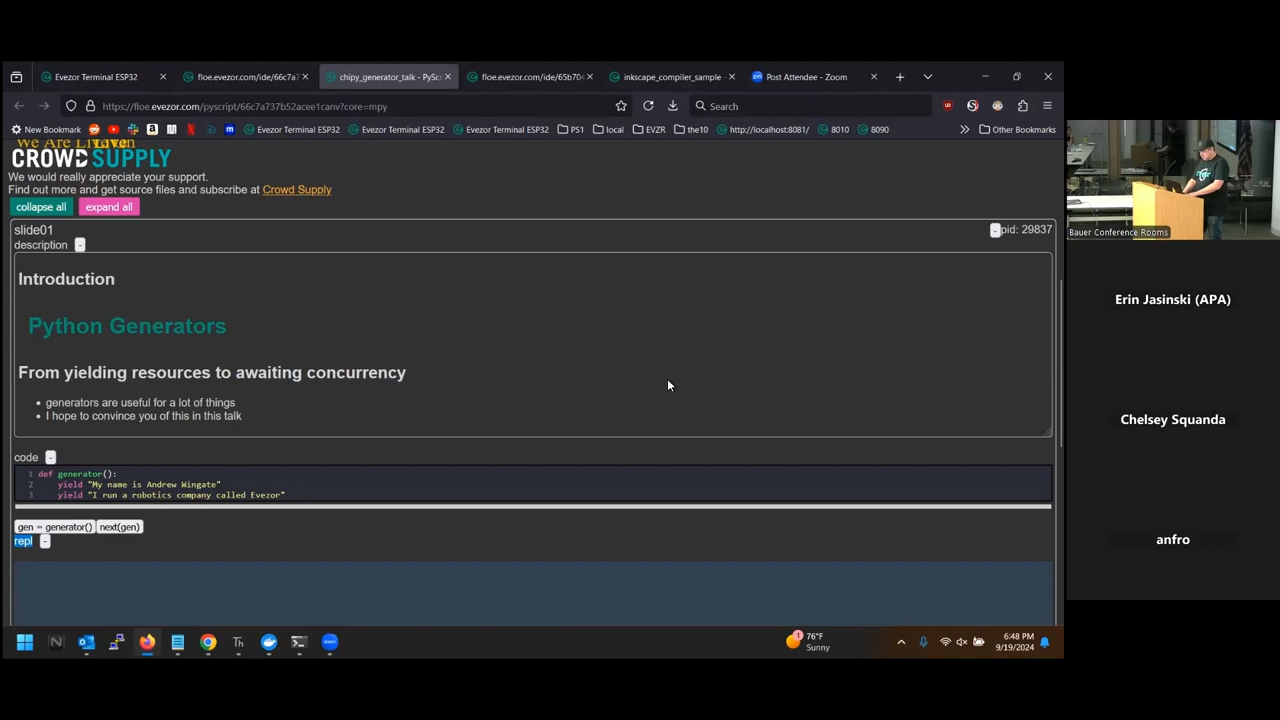 Evezor Terminal ESP32
floe.evezor.com/ide/66c7a7
chipy_generator_talk - PyScr
floe.evezor.com/ide/65b704
inkscape_compiler_sample -
Post Attendee - Zoom
https://floe.evezor.com/pyscript/66c7a737b52acee1canv?core=mpy
Search
New Bookmark
Evezor Terminal ESP32
Evezor Terminal ESP32
Evezor Terminal ESP32
PS1
local
EVZR
the10
http://localhost:8081/
8010
8090
Other Bookmarks
We Are Live
CROWD SUPPLY
We would really appreciate your support.
Find out more and get source files and subscribe at Crowd Supply
collapse all
expand all
slide01
- pid: 29837
description -
Introduction
Python Generators
From yielding resources to awaiting concurrency
• generators are useful for a lot of things
• I hope to convince you of this in this talk
code -
1 def generator():
2 yield "My name is Andrew Wingate"
3 yield "I run a robotics company called Evezor"
gen = generator() next(gen)
repl -
1
76°F
Sunny
6:48 PM
9/19/2024
Bauer Conference Rooms
Erin Jasinski (APA)
Chelsey Squanda
anfro